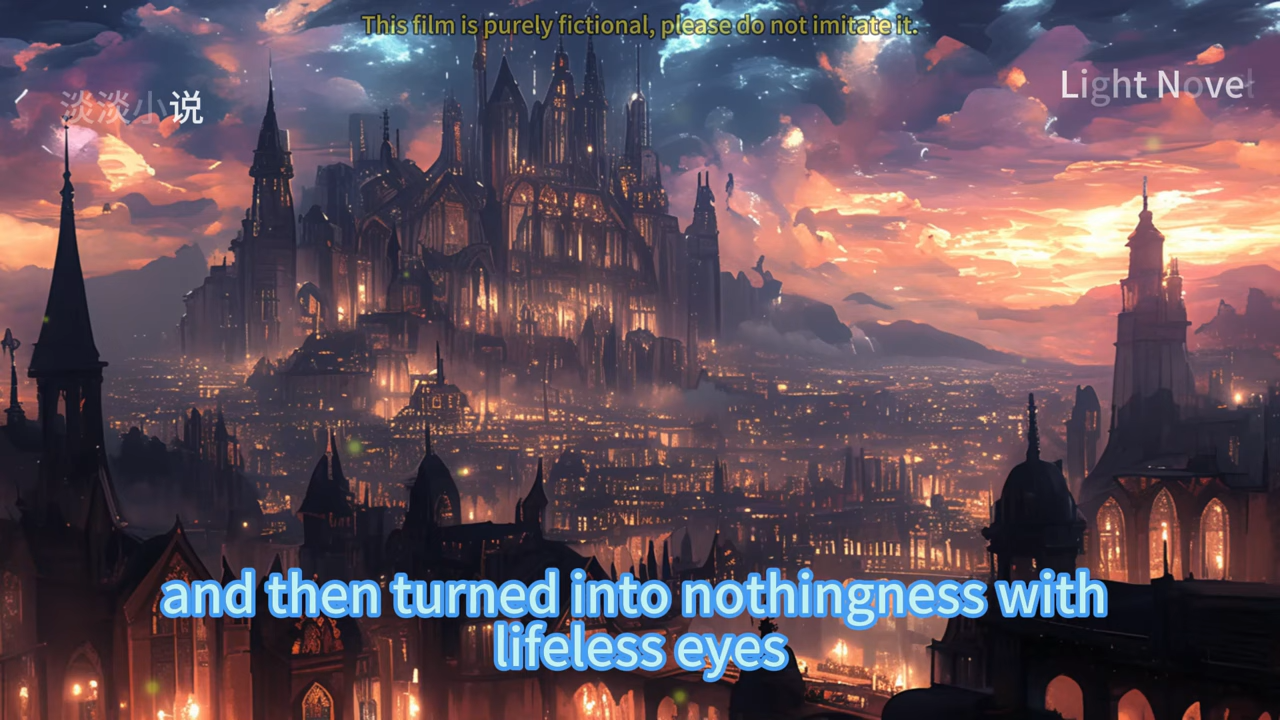 This film is purely fictional, please do not imitate it.
淡淡小说
Light Novel
and then turned into nothingness with
lifeless eyes